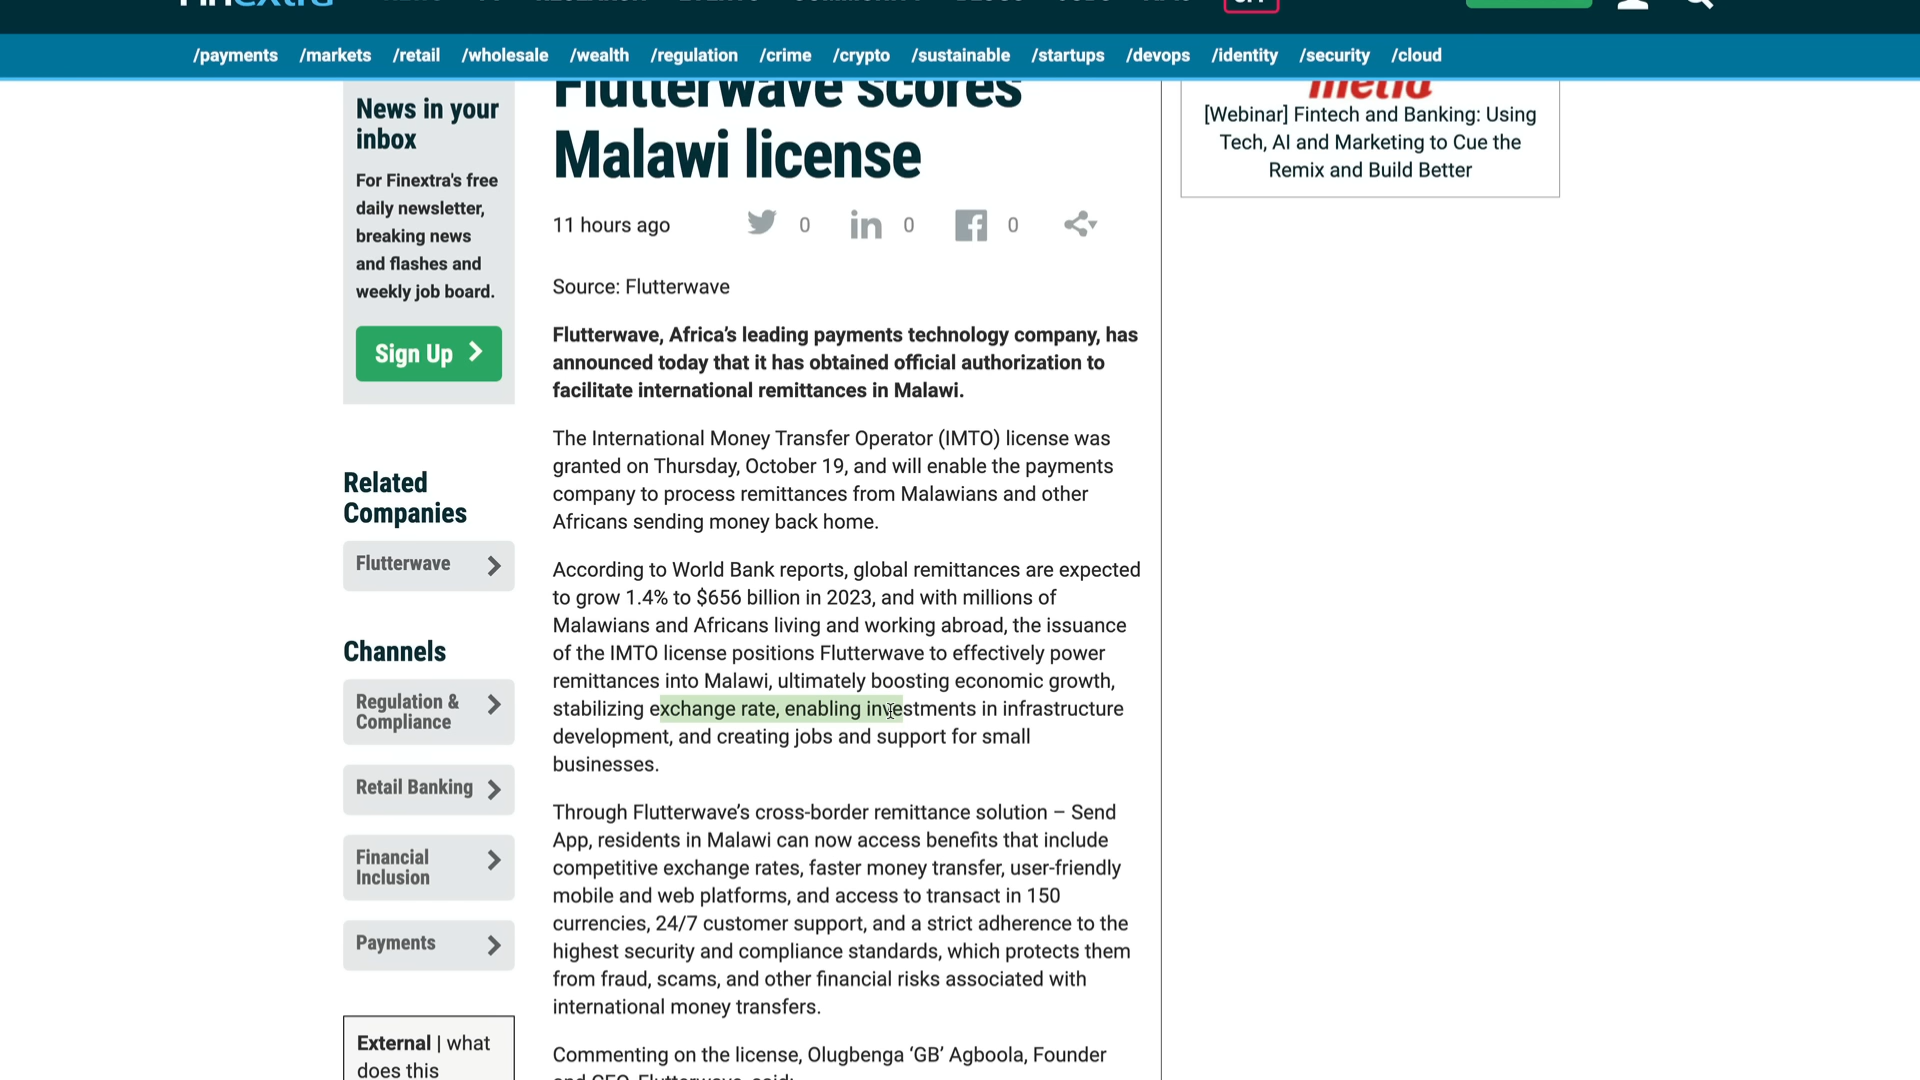 /payments /markets /retail /wholesale /wealth /regulation /crime /crypto /sustainable /startups /devops /identity /security /cloud
News in your
inbox
For Finextra's free
daily newsletter,
breaking news
and flashes and
weekly job board.
Sign Up
Related
Companies
Flutterwave
Channels
Regulation &
Compliance
Retail Banking
Financial
Inclusion
Payments
External | what
does this
Flutterwave scores
Malawi license
11 hours ago 0 0 0
Source: Flutterwave
Flutterwave, Africa’s leading payments technology company, has
announced today that it has obtained official authorization to
facilitate international remittances in Malawi.
The International Money Transfer Operator (IMTO) license was
granted on Thursday, October 19, and will enable the payments
company to process remittances from Malawians and other
Africans sending money back home.
According to World Bank reports, global remittances are expected
to grow 1.4% to $656 billion in 2023, and with millions of
Malawians and Africans living and working abroad, the issuance
of the IMTO license positions Flutterwave to effectively power
remittances into Malawi, ultimately boosting economic growth,
stabilizing exchange rate, enabling investments in infrastructure
development, and creating jobs and support for small
businesses.
Through Flutterwave’s cross-border remittance solution – Send
App, residents in Malawi can now access benefits that include
competitive exchange rates, faster money transfer, user-friendly
mobile and web platforms, and access to transact in 150
currencies, 24/7 customer support, and a strict adherence to the
highest security and compliance standards, which protects them
from fraud, scams, and other financial risks associated with
international money transfers.
Commenting on the license, Olugbenga ‘GB’ Agboola, Founder
and CEO, Flutterwave, said:
[Webinar] Fintech and Banking: Using
Tech, AI and Marketing to Cue the
Remix and Build Better